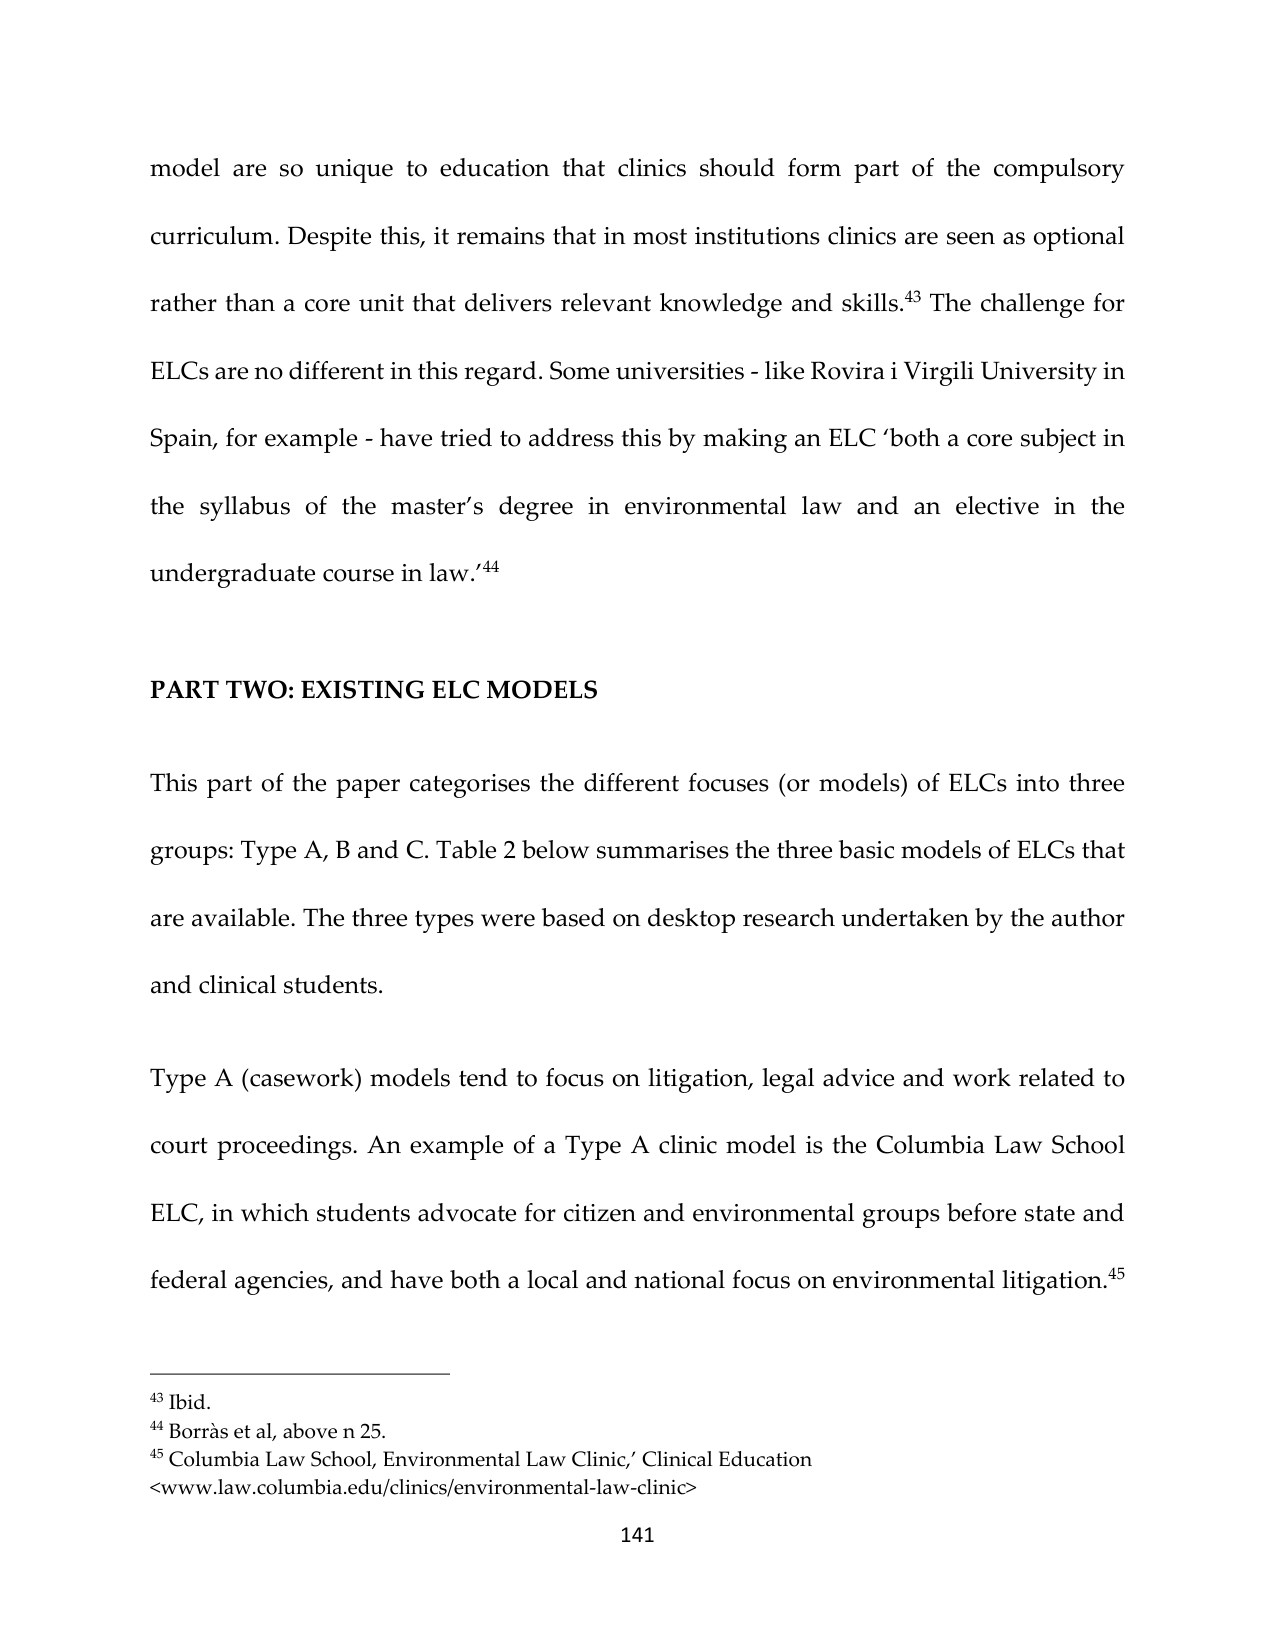 model are so unique to education that clinics should form part of the compulsory
curriculum. Despite this, it remains that in most institutions clinics are seen as optional
rather than a core unit that delivers relevant knowledge and skills.43 The challenge for
ELCs are no different in this regard. Some universities - like Rovira i Virgili University in
Spain, for example - have tried to address this by making an ELC ‘both a core subject in
the syllabus of the master’s degree in environmental law and an elective in the
undergraduate course in law.’44
PART TWO: EXISTING ELC MODELS
This part of the paper categorises the different focuses (or models) of ELCs into three
groups: Type A, B and C. Table 2 below summarises the three basic models of ELCs that
are available. The three types were based on desktop research undertaken by the author
and clinical students.
Type A (casework) models tend to focus on litigation, legal advice and work related to
court proceedings. An example of a Type A clinic model is the Columbia Law School
ELC, in which students advocate for citizen and environmental groups before state and
federal agencies, and have both a local and national focus on environmental litigation.45
43 Ibid.
44 Borràs et al, above n 25.
45 Columbia Law School, Environmental Law Clinic,’ Clinical Education
<www.law.columbia.edu/clinics/environmental-law-clinic>
141